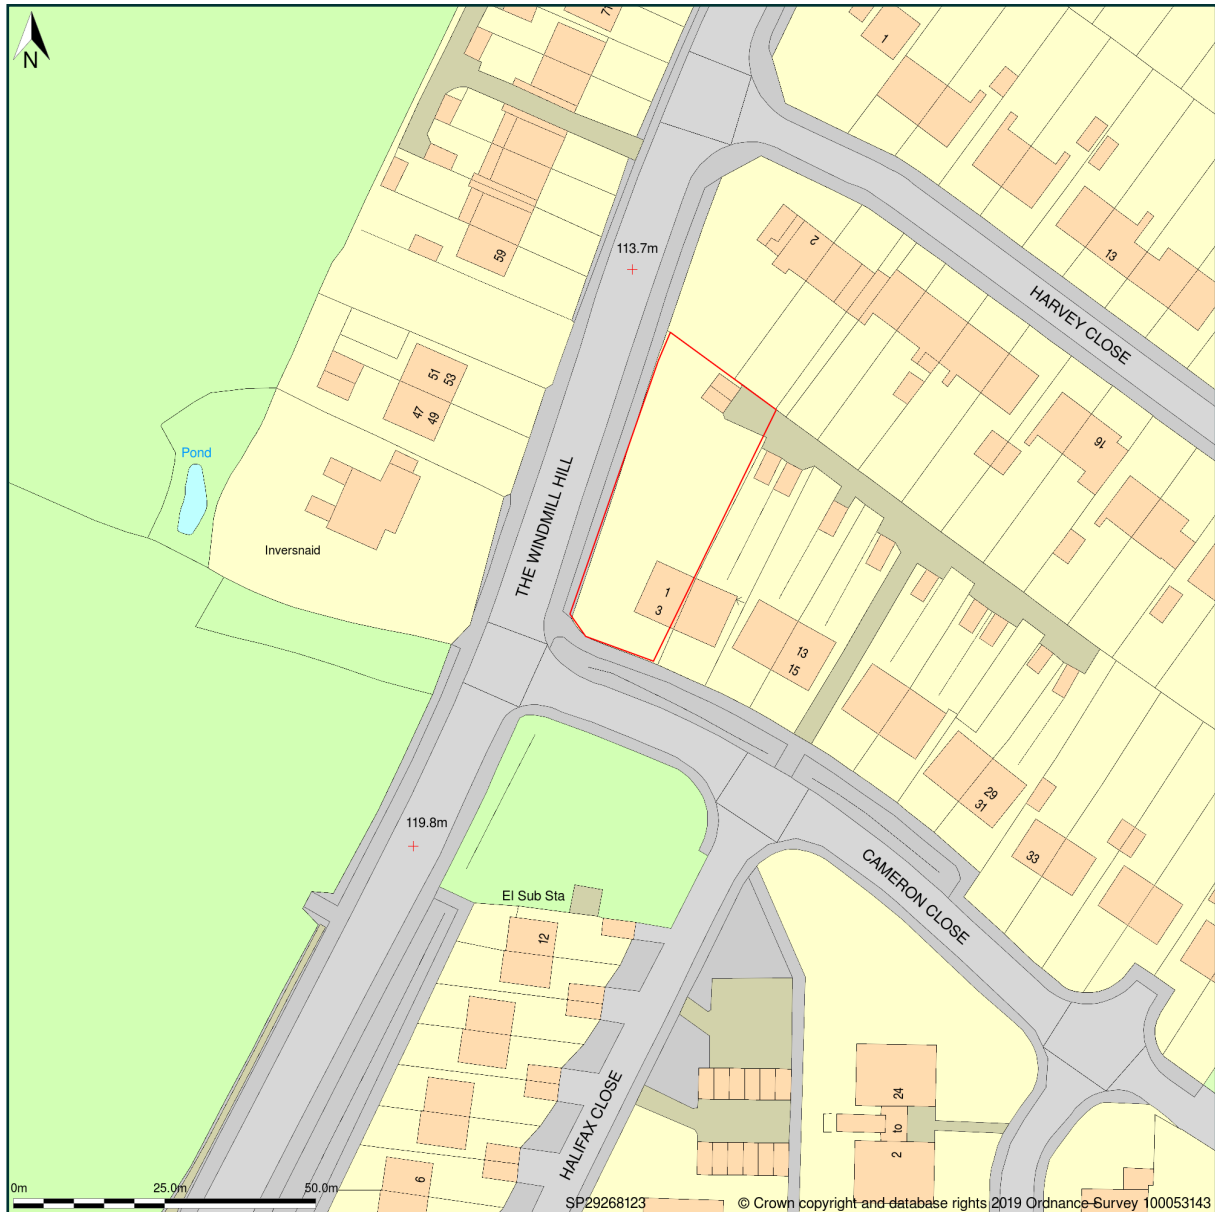 N
71
1
59
113.7m
2
13
HARVEY CLOSE
51
53
47
49
16
Pond
THE WINDMILL HILL
Inversnaid
1
3
13
15
29
31
33
119.8m
CAMERON CLOSE
El Sub Sta
12
HALIFAX CLOSE
24
to
2
6
0m
25.0m
50.0m
SP29268123
© Crown copyright and database rights 2019 Ordnance Survey 100053143